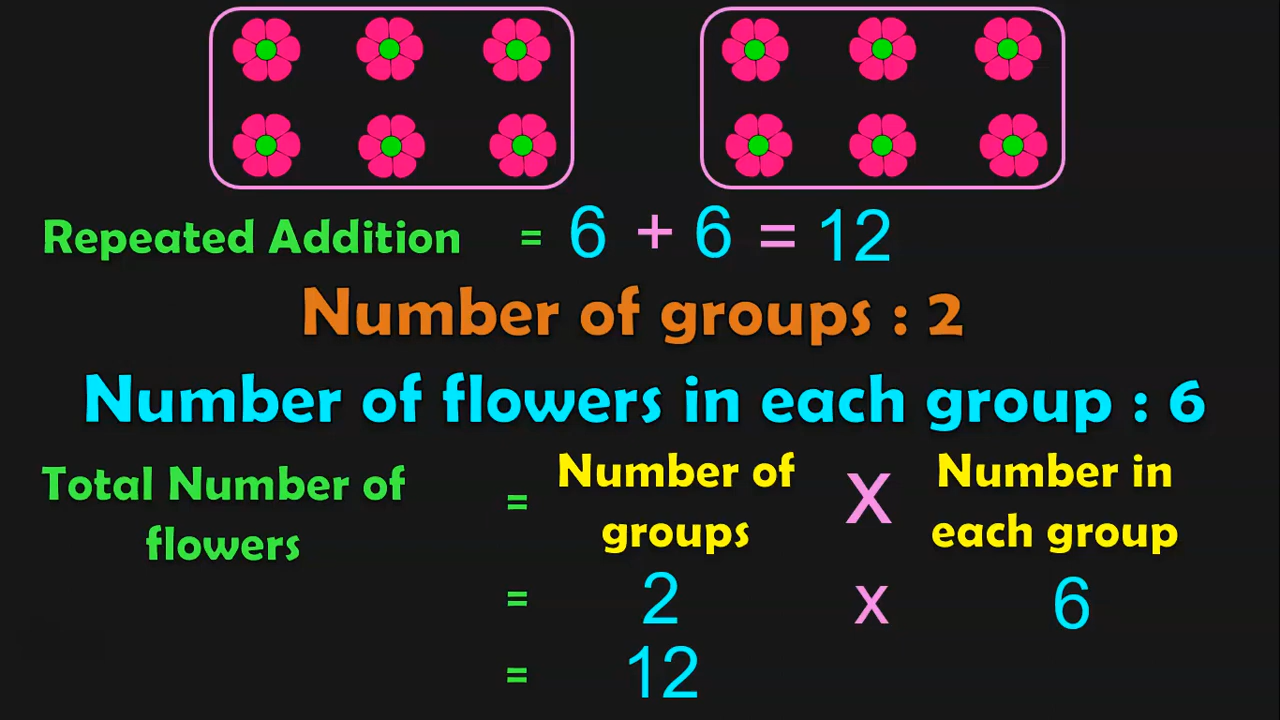 Repeated Addition = 6 + 6 = 12
Number of groups : 2
Number of flowers in each group : 6
Total Number of flowers = Number of groups X Number in each group
= 2 x 6
= 12